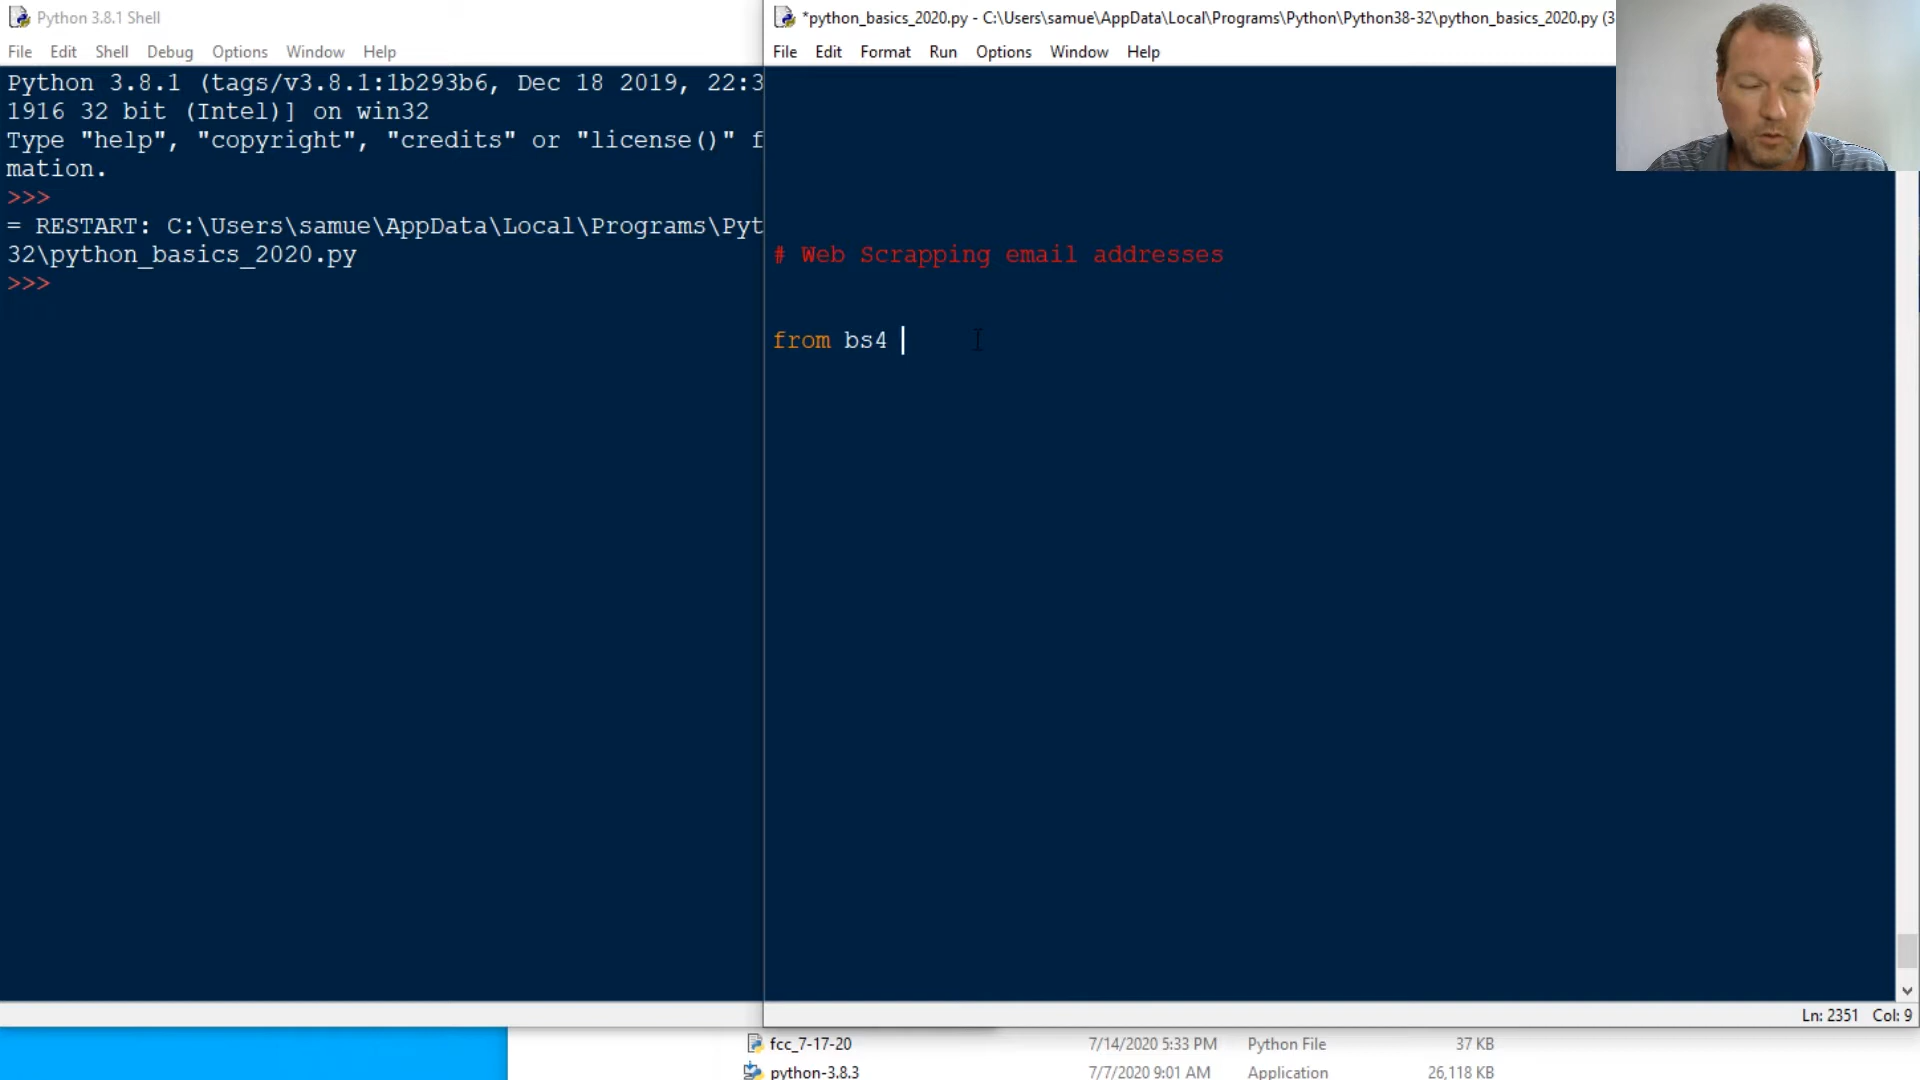 Python 3.8.1 Shell
File Edit Shell Debug Options Window Help
Python 3.8.1 (tags/v3.8.1:1b293b6, Dec 18 2019, 22:3
1916 32 bit (Intel)] on win32
Type "help", "copyright", "credits" or "license()" f
mation.
>>>
= RESTART: C:\Users\samue\AppData\Local\Programs\Pyt
32\python_basics_2020.py
>>>
*python_basics_2020.py - C:\Users\samue\AppData\Local\Programs\Python\Python38-32\python_basics_2020.py (3
File Edit Format Run Options Window Help
# Web Scrapping email addresses
from bs4
Ln: 2351 Col: 9
fcc_7-17-20 7/14/2020 5:33 PM Python File 37 KB
python-3.8.3 7/7/2020 9:01 AM Application 26,118 KB